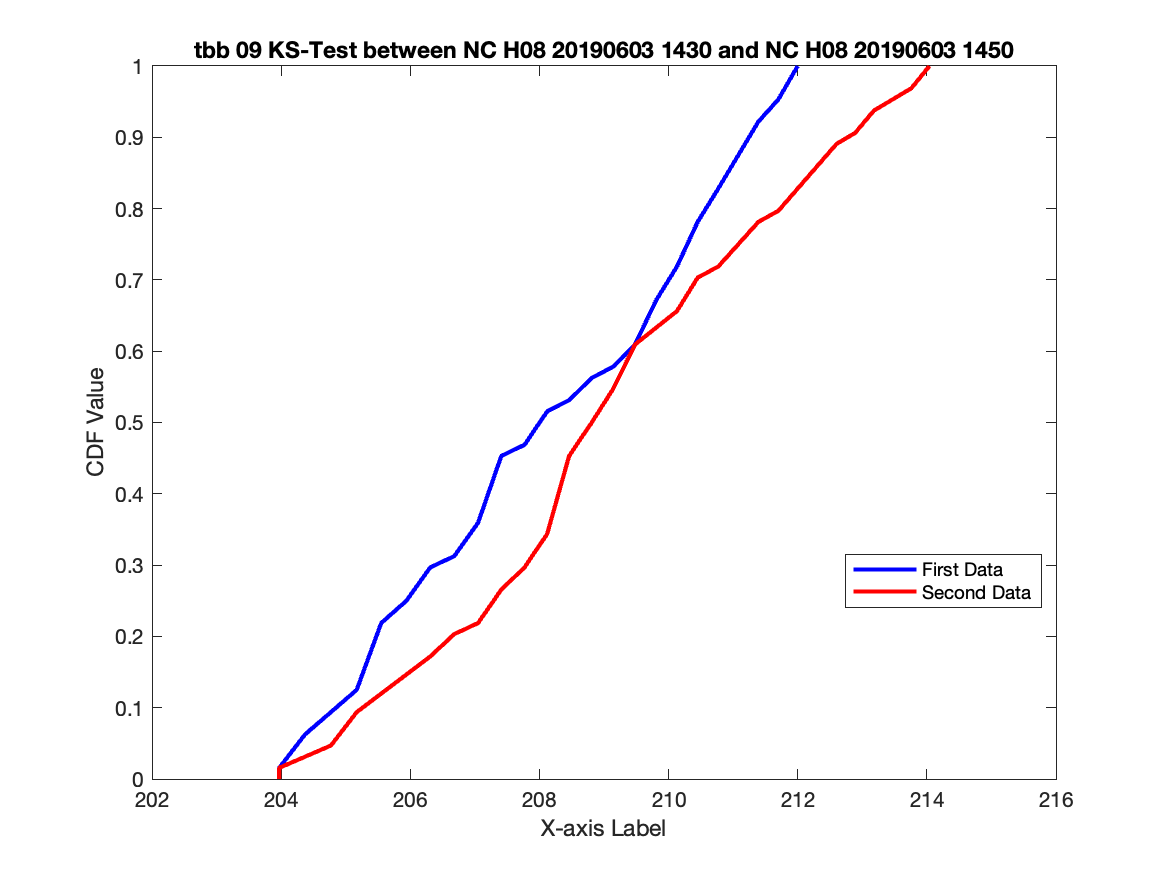 tbb 09 KS-Test between NC H08 20190603 1430 and NC H08 20190603 1450
1
0.9
0.8
0.7
0.6
0.5
0.4
0.3
0.2
0.1
0
CDF Value
First Data
Second Data
202 204 206 208 210 212 214 216
X-axis Label